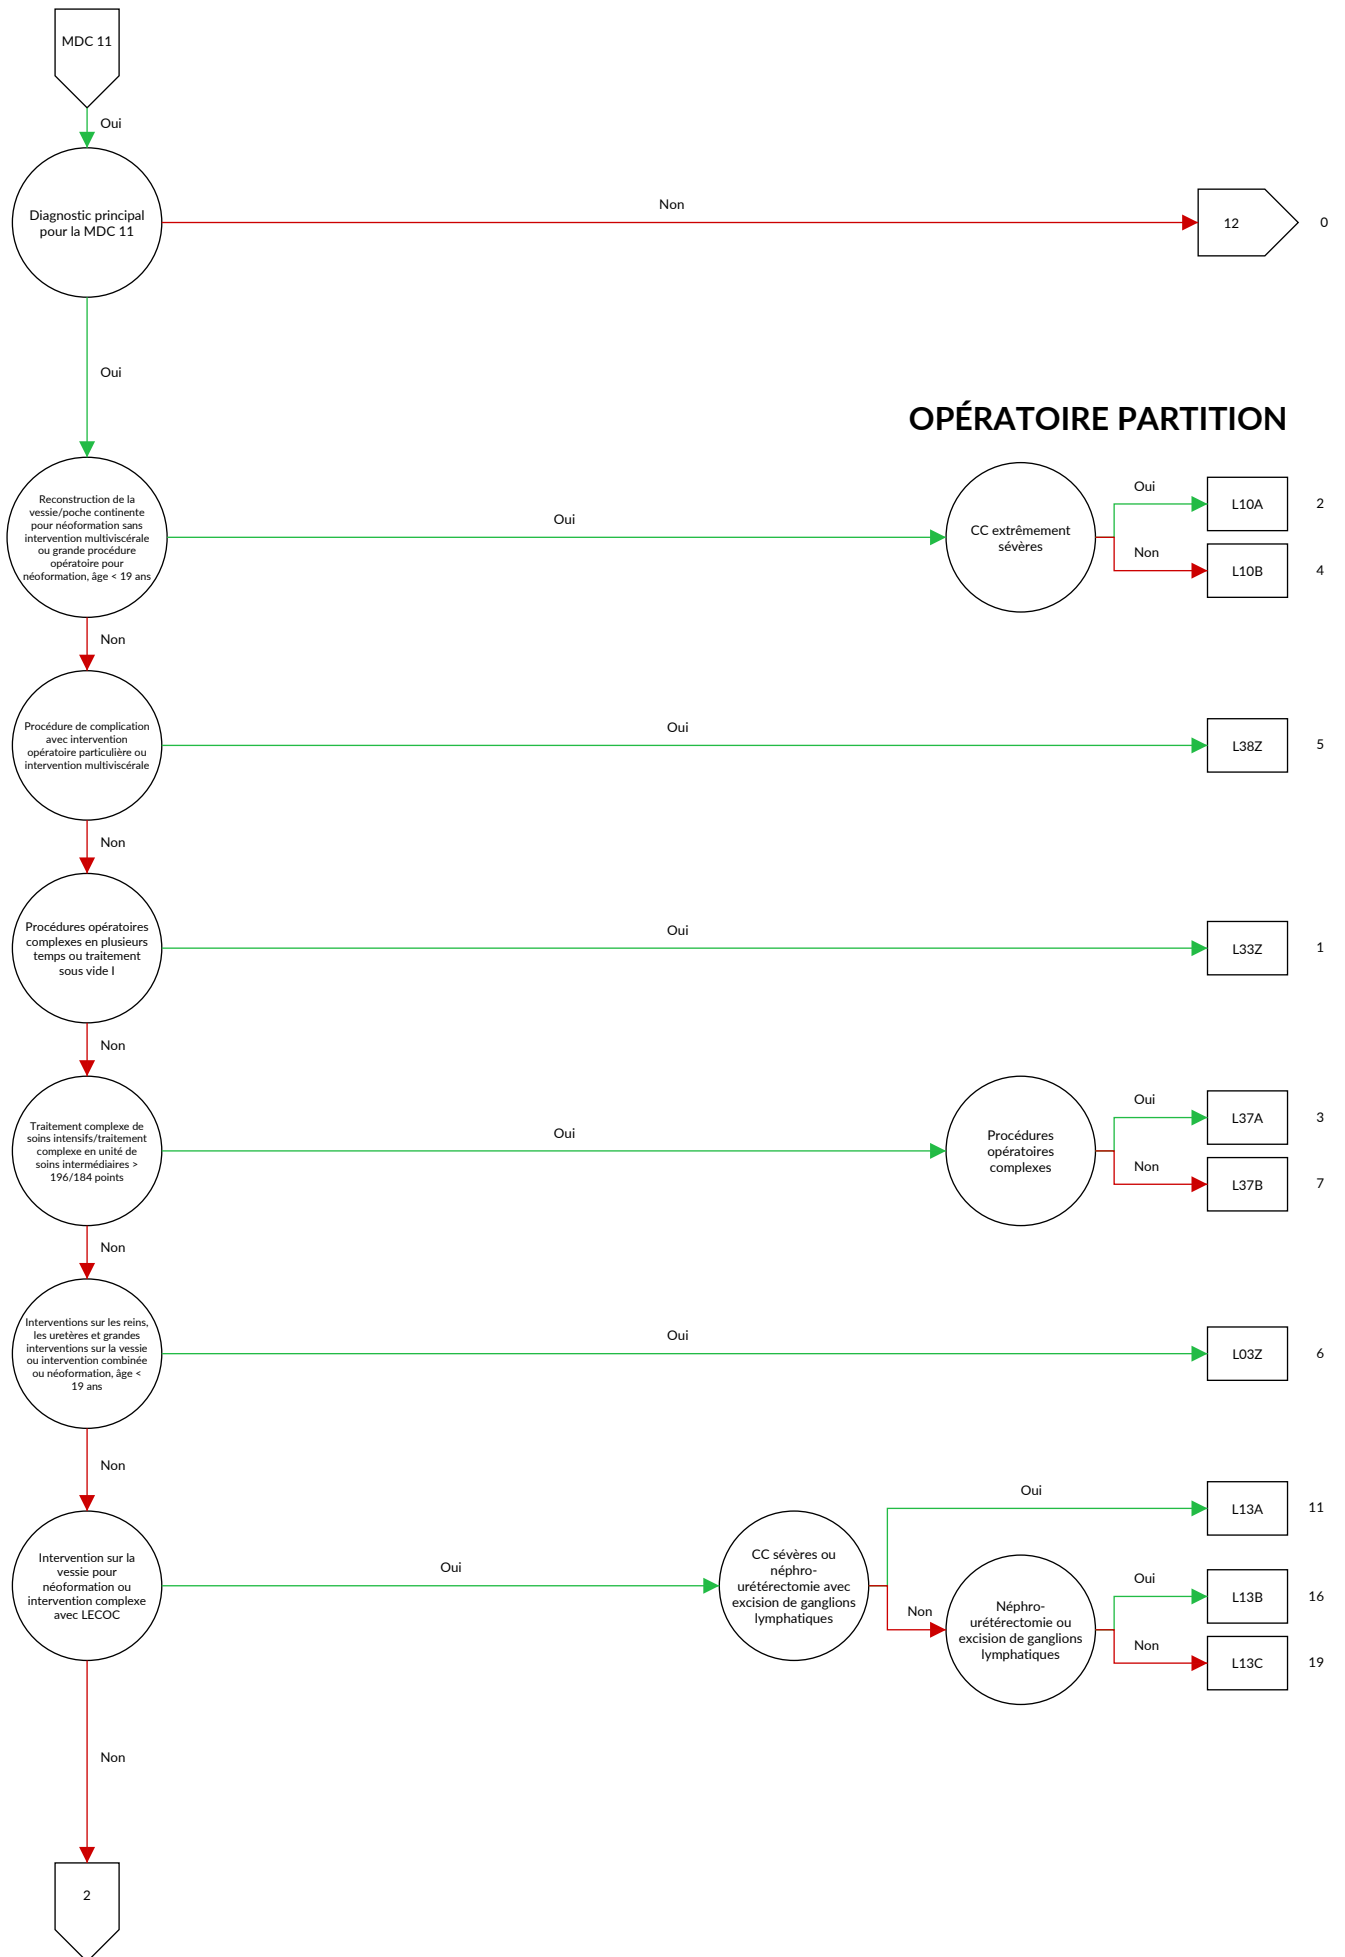 MDC 11
Oui
Diagnostic principal
pour la MDC 11
Non
12
0
Oui
OPÉRATOIRE PARTITION
Reconstruction de la
vessie/poche continente
pour néoformation sans
intervention multiviscérale
ou grande procédure
opératoire pour
néoformation, âge < 19 ans
Oui
CC extrêmement
sévères
Oui
L10A
2
Non
L10B
4
Non
Procédure de complication
avec intervention
opératoire particulière ou
intervention multiviscérale
Oui
L38Z
5
Non
Procédures opératoires
complexes en plusieurs
temps ou traitement
sous vide I
Oui
L33Z
1
Non
Traitement complexe de
soins intensifs/traitement
complexe en unité de
soins intermédiaires >
196/184 points
Oui
Procédures
opératoires
complexes
Oui
L37A
3
Non
L37B
7
Non
Interventions sur les reins,
les uretères et grandes
interventions sur la vessie
ou intervention combinée
ou néoformation, âge <
19 ans
Oui
L03Z
6
Non
Intervention sur la
vessie pour
néoformation ou
intervention complexe
avec LECOC
Oui
CC sévères ou
néphro-
urétérectomie avec
excision de ganglions
lymphatiques
Oui
L13A
11
Non
Néphro-
urétérectomie ou
excision de ganglions
lymphatiques
Oui
L13B
16
Non
L13C
19
Non
2